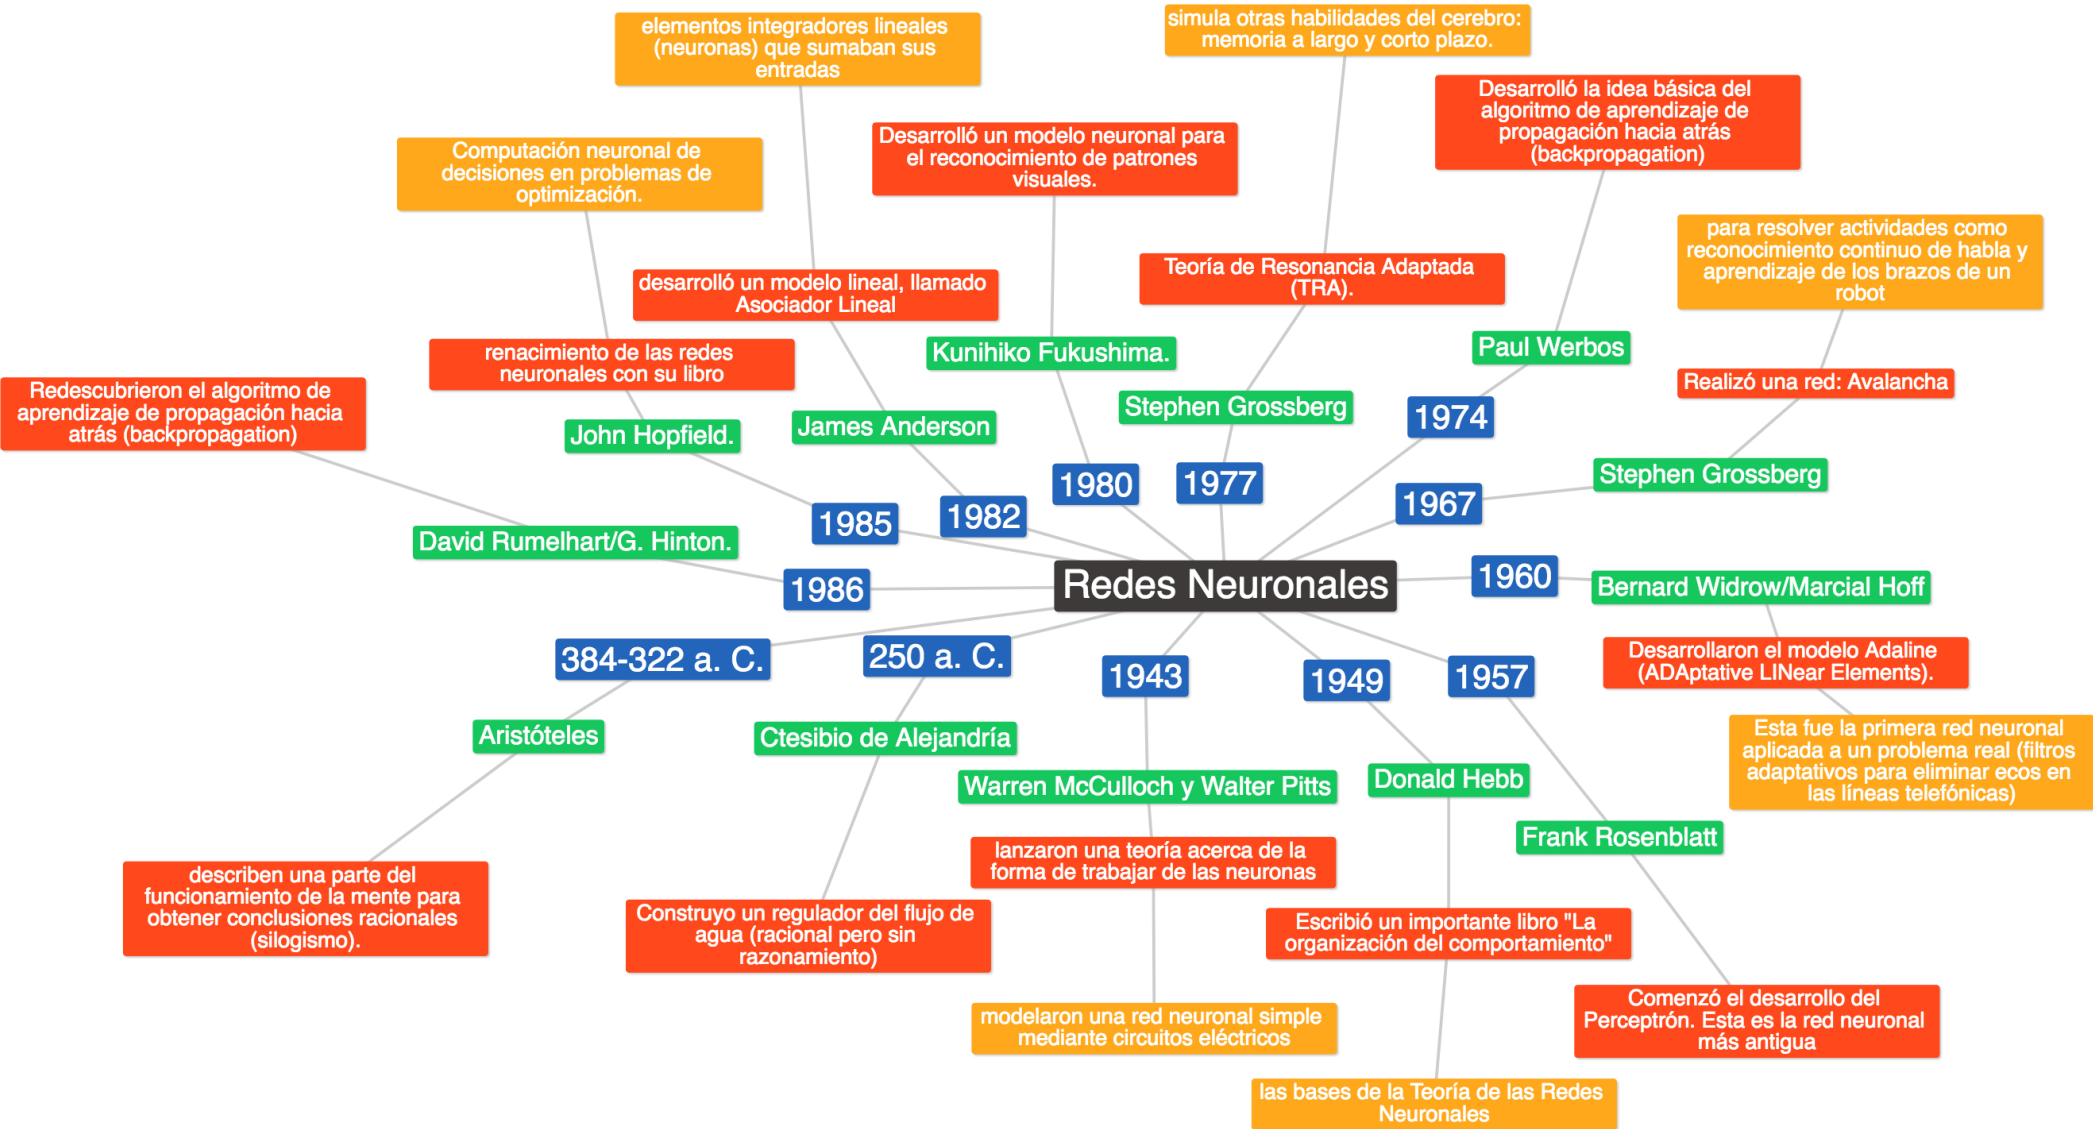 elementos integradores lineales
(neuronas) que sumaban sus
entradas
simula otras habilidades del cerebro:
memoria a largo y corto plazo.
Desarrolló la idea básica del
algoritmo de aprendizaje de
propagación hacia atrás
(backpropagation)
Desarrolló un modelo neuronal para
el reconocimiento de patrones
visuales.
Computación neuronal de
decisiones en problemas de
optimización.
para resolver actividades como
reconocimiento continuo de habla y
aprendizaje de los brazos de un
robot
Teoría de Resonancia Adaptada
(TRA).
desarrolló un modelo lineal, llamado
Asociador Lineal
Kunihiko Fukushima.
Paul Werbos
renacimiento de las redes
neuronales con su libro
Realizó una red: Avalancha
Redescubrieron el algoritmo de
aprendizaje de propagación hacia
atrás (backpropagation)
Stephen Grossberg
1974
James Anderson
John Hopfield.
Stephen Grossberg
1980
1977
1967
1982
1985
David Rumelhart/G. Hinton.
1986
Redes Neuronales
1960
Bernard Widrow/Marcial Hoff
384-322 a. C.
250 a. C.
1943
1949
1957
Desarrollaron el modelo Adaline
(ADAptative LINear Elements).
Aristóteles
Ctesibio de Alejandría
Warren McCulloch y Walter Pitts
Donald Hebb
Esta fue la primera red neuronal
aplicada a un problema real (filtros
adaptativos para eliminar ecos en
las líneas telefónicas)
Frank Rosenblatt
lanzaron una teoría acerca de la
forma de trabajar de las neuronas
describen una parte del
funcionamiento de la mente para
obtener conclusiones racionales
(silogismo).
Construyo un regulador del flujo de
agua (racional pero sin
razonamiento)
Escribió un importante libro "La
organización del comportamiento"
modelaron una red neuronal simple
mediante circuitos eléctricos
Comenzó el desarrollo del
Perceptrón. Esta es la red neuronal
más antigua
las bases de la Teoría de las Redes
Neuronales